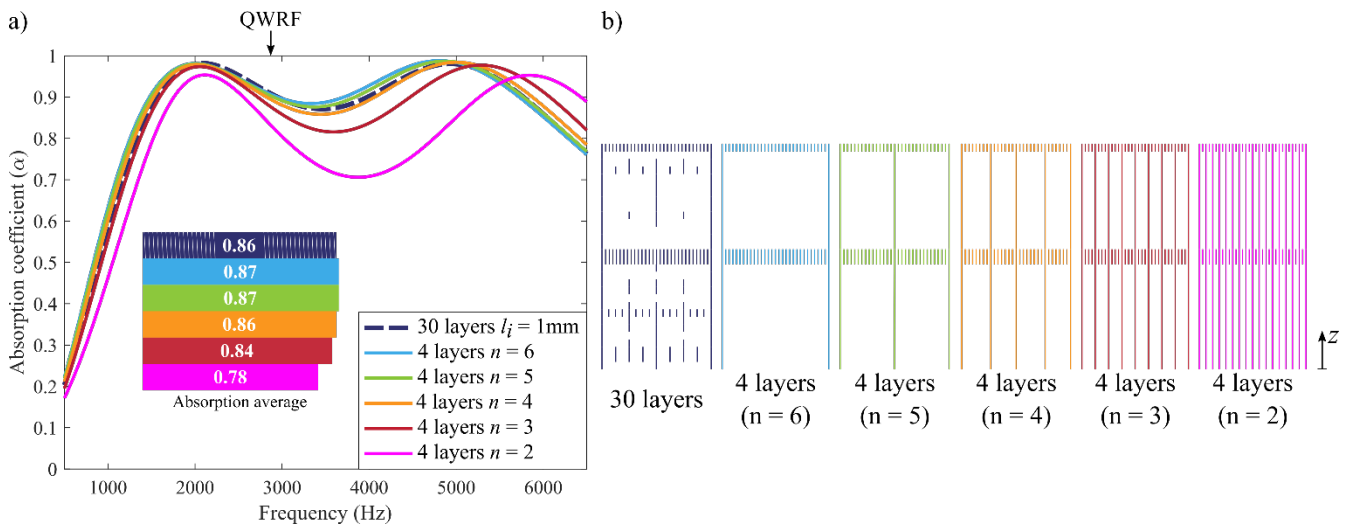 a)
QWRF
Absorption coefficient (α)
1
0.9
0.8
0.7
0.6
0.5
0.4
0.3
0.2
0.1
0
0.86
0.87
0.87
0.86
0.84
0.78
Absorption average
30 layers lᵢ = 1mm
4 layers n = 6
4 layers n = 5
4 layers n = 4
4 layers n = 3
4 layers n = 2
1000 2000 3000 4000 5000 6000
Frequency (Hz)
b)
z
30 layers
4 layers
(n = 6)
4 layers
(n = 5)
4 layers
(n = 4)
4 layers
(n = 3)
4 layers
(n = 2)